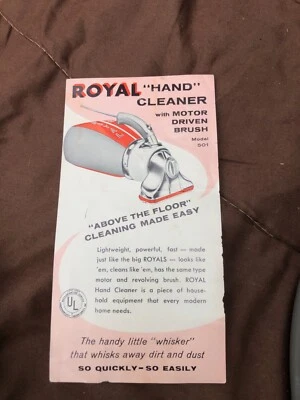 ROYAL "HAND"
CLEANER
with MOTOR
DRIVEN
BRUSH
Model
501
"ABOVE THE FLOOR"
CLEANING MADE EASY
Lightweight, powerful, fast — made
just like the big ROYALS — looks like
'em, cleans like 'em, has the same type
motor and revolving brush. ROYAL
Hand Cleaner is a piece of house-
hold equipment that every modern
home needs.
UL
The handy little "whisker"
that whisks away dirt and dust
SO QUICKLY—SO EASILY